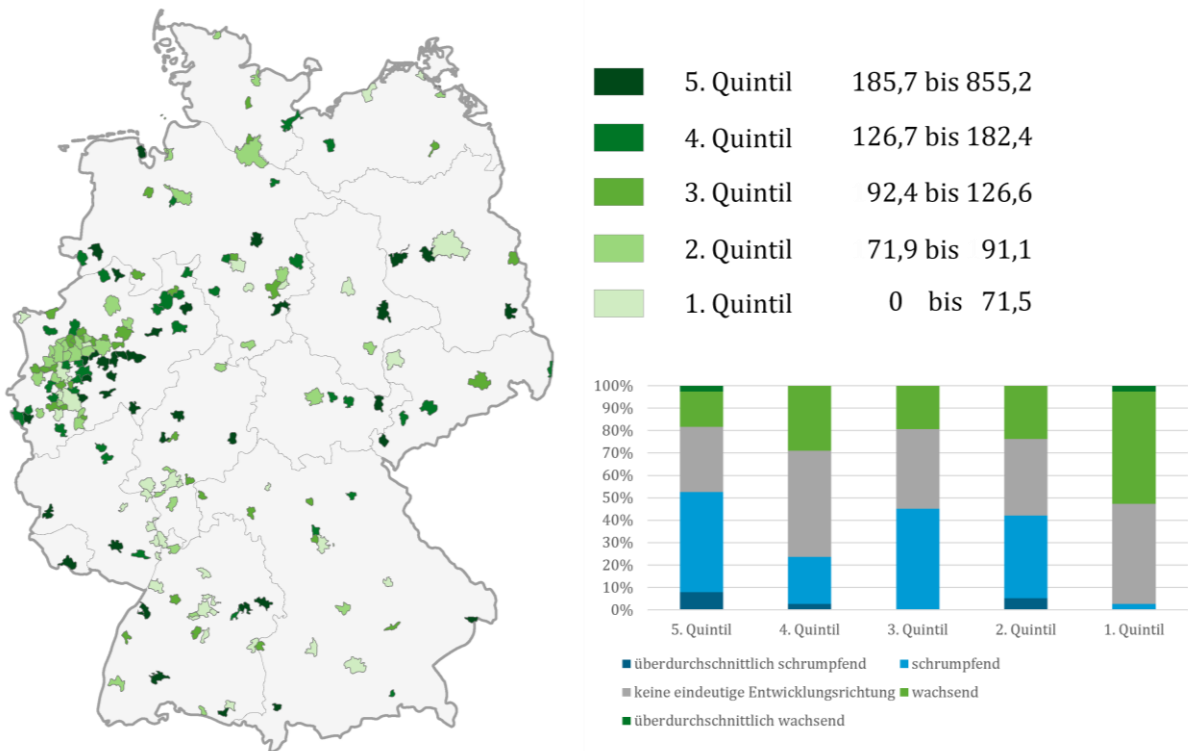 5. Quintil 185,7 bis 855,2
4. Quintil 126,7 bis 182,4
3. Quintil 92,4 bis 126,6
2. Quintil 71,9 bis 91,1
1. Quintil 0 bis 71,5
100%
90%
80%
70%
60%
50%
40%
30%
20%
10%
0%
5. Quintil 4. Quintil 3. Quintil 2. Quintil 1. Quintil
überdurchschnittlich schrumpfend schrumpfend
keine eindeutige Entwicklungsrichtung wachsend
überdurchschnittlich wachsend